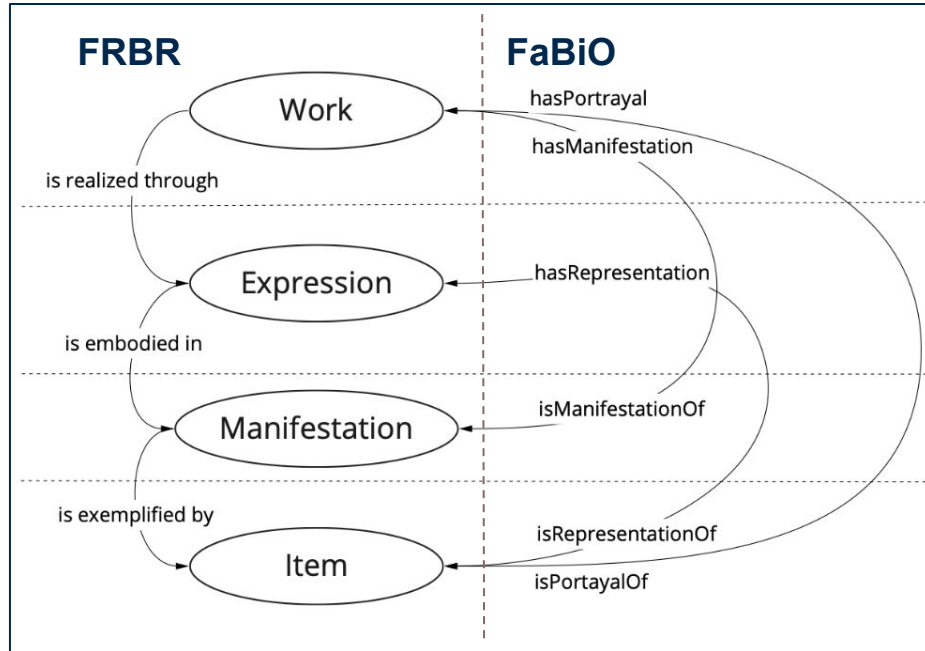 FRBR
FaBiO
hasPortrayal
Work
hasManifestation
is realized through
hasRepresentation
Expression
is embodied in
isManifestationOf
Manifestation
is exemplified by
isRepresentationOf
Item
isPortayalOf